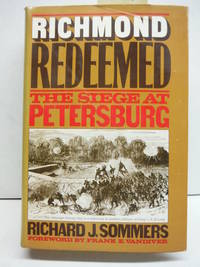 RICHMOND
REDEEMED
THE SIEGE AT
PETERSBURG
RICHARD J. SOMMERS
FOREWORD BY FRANK E. VANDIVER